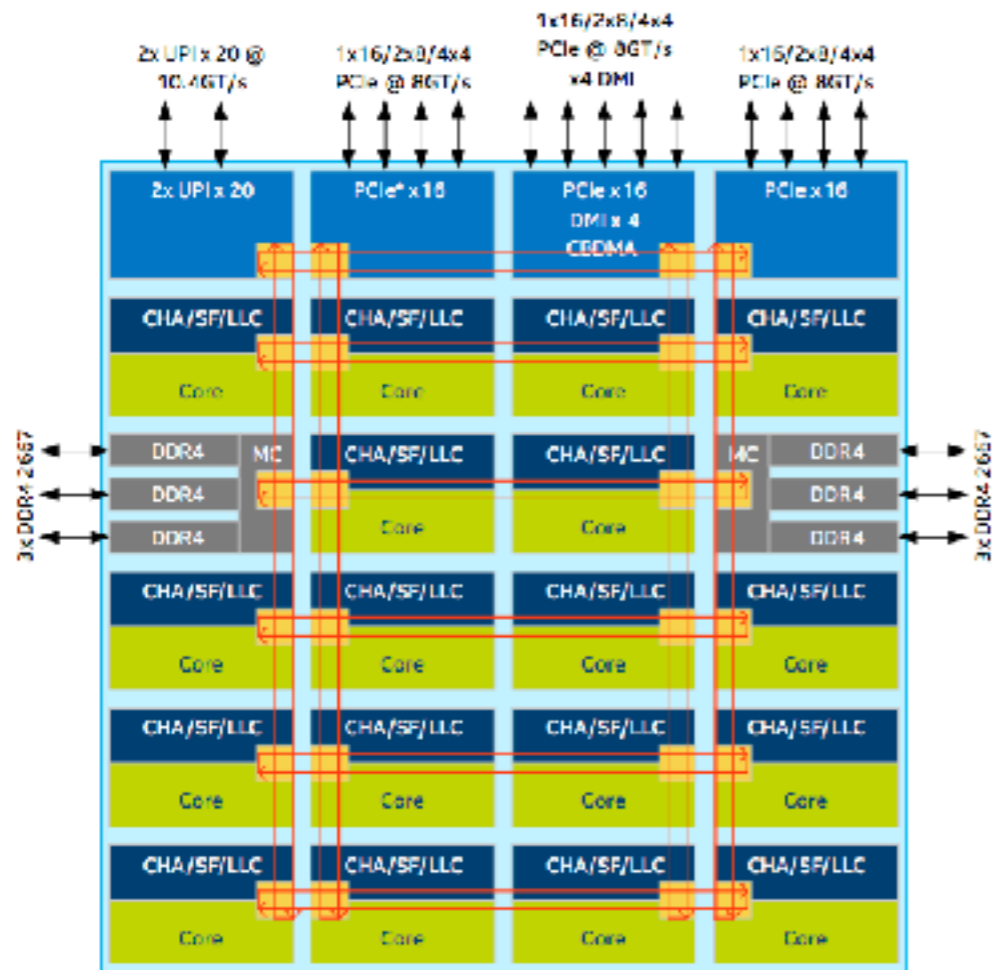 2x UPI x 20 @
10.4GT/s
1x16/2x8/4x4
PCIe @ 8GT/s
1x16/2x8/4x4
PCIe @ 8GT/s
x4 DMI
1x16/2x8/4x4
PCIe @ 8GT/s
2x UPI x 20
PCIe* x 16
PCIe x 16
DMI x 4
CBDMA
PCIe x 16
CHA/SF/LLC
CHA/SF/LLC
CHA/SF/LLC
CHA/SF/LLC
Core
Core
Core
Core
3x DDR4 2667
DDR4
DDR4
DDR4
MC
CHA/SF/LLC
Core
CHA/SF/LLC
Core
MC
DDR4
DDR4
DDR4
3x DDR4 2667
CHA/SF/LLC
CHA/SF/LLC
CHA/SF/LLC
CHA/SF/LLC
Core
Core
Core
Core
CHA/SF/LLC
CHA/SF/LLC
CHA/SF/LLC
CHA/SF/LLC
Core
Core
Core
Core
CHA/SF/LLC
CHA/SF/LLC
CHA/SF/LLC
CHA/SF/LLC
Core
Core
Core
Core